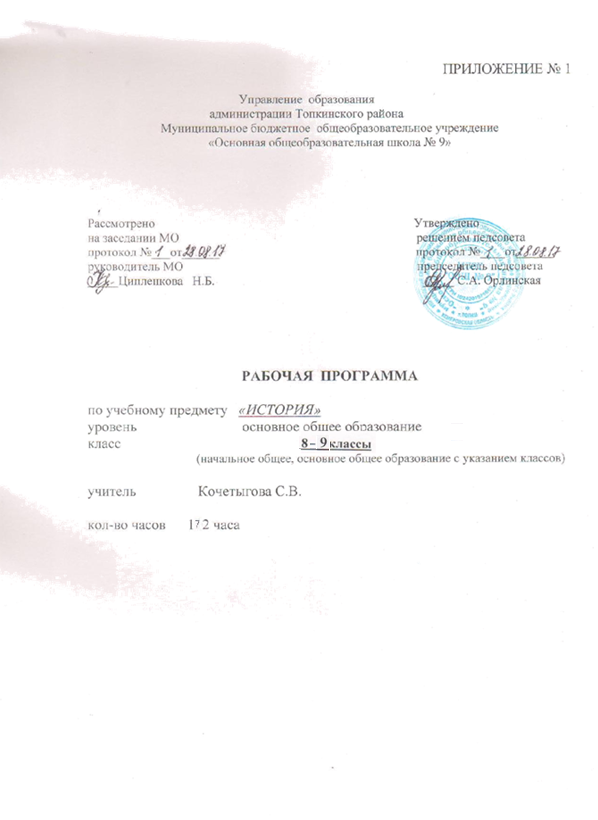 ПРИЛОЖЕНИЕ № 1
Управление образования
администрации Топкинского района
Муниципальное бюджетное общеобразовательное учреждение
«Основная общеобразовательная школа № 9»
Рассмотрено
на заседании МО
протокол № 1 от 28.08.17
руководитель МО
Ципленкова Н.Б.
Утверждено
решением педсовета
протокол № 1 от 28.08.17
председатель педсовета
С.А. Орлинская
РАБОЧАЯ ПРОГРАММА
по учебному предмету «ИСТОРИЯ»
уровень основное общее образование
класс 8– 9 классы
(начальное общее, основное общее образование с указанием классов)
учитель Кочетыгова С.В.
кол-во часов 172 часа